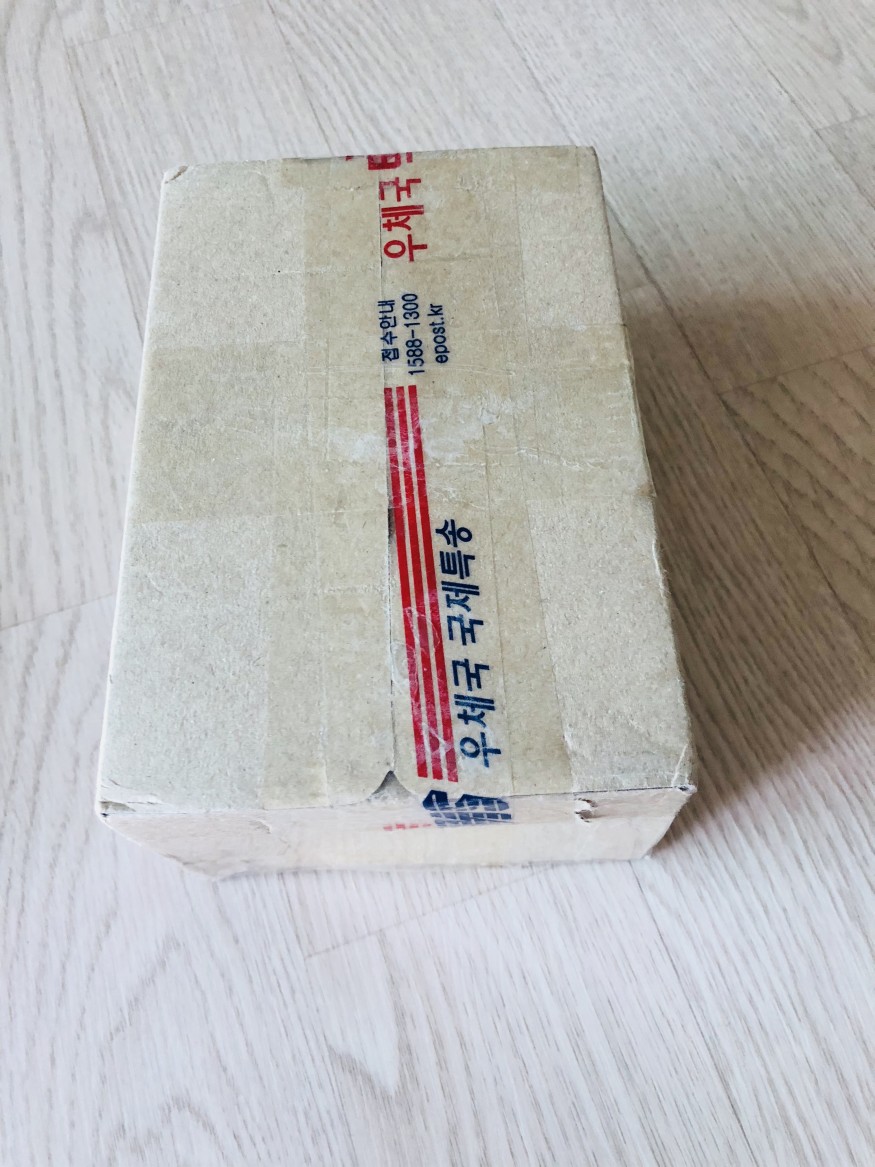 우체국
접수안내
1588-1300
epost.kr
우체국 국제특송